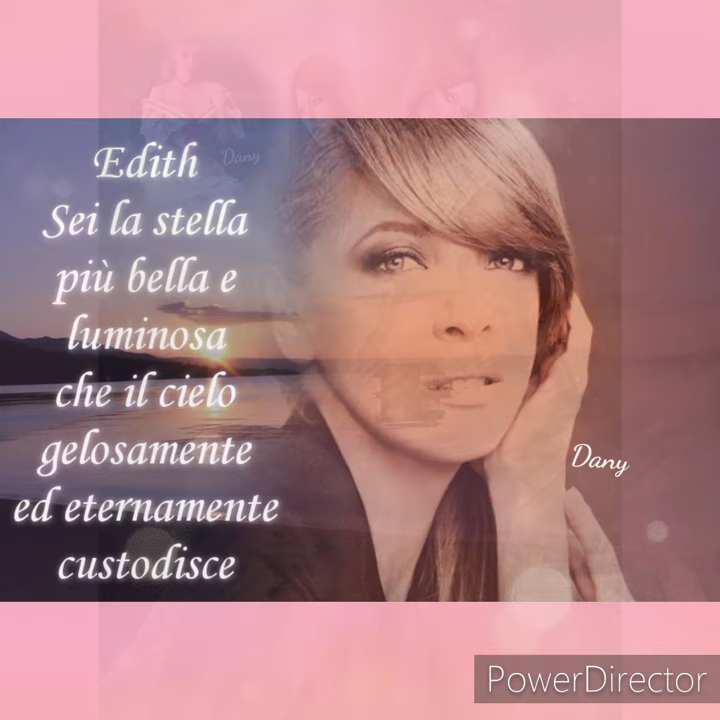 Edith
Dany
Sei la stella
più bella e
luminosa
che il cielo
gelosamente
ed eternamente
custodisce
Dany
PowerDirector